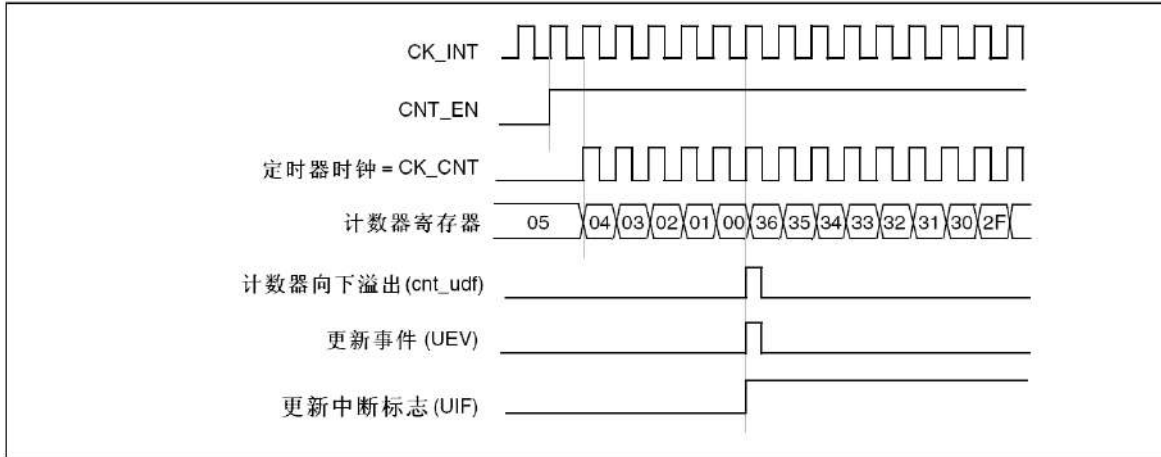 CK_INT
CNT_EN
定时器时钟 = CK_CNT
计数器寄存器 05 04 03 02 01 00 36 35 34 33 32 31 30 2F
计数器向下溢出(cnt_udf)
更新事件 (UEV)
更新中断标志 (UIF)